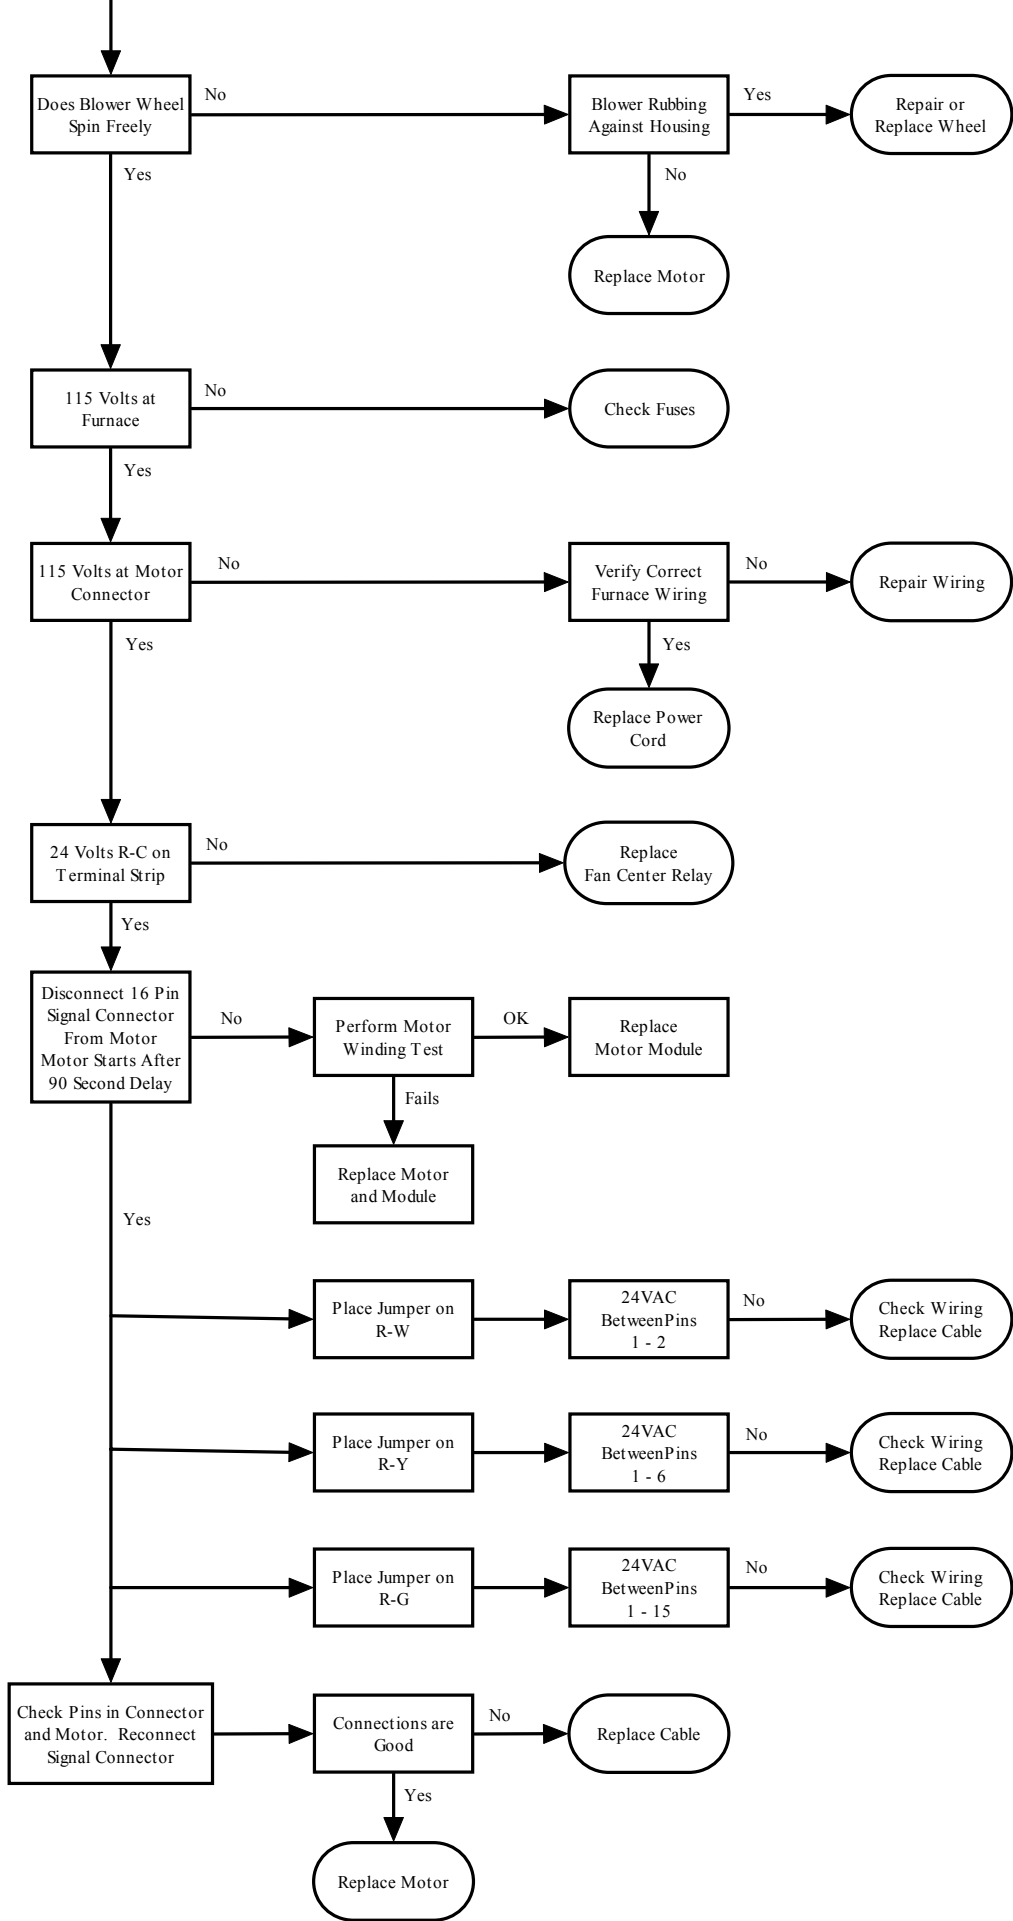 Does Blower Wheel
Spin Freely
No
Blower Rubbing
Against Housing
Yes
Repair or
Replace Wheel
Yes
No
Replace Motor
115 Volts at
Furnace
No
Check Fuses
Yes
115 Volts at Motor
Connector
No
Verify Correct
Furnace Wiring
No
Repair Wiring
Yes
Yes
Replace Power
Cord
24 Volts R-C on
Terminal Strip
No
Replace
Fan Center Relay
Yes
Disconnect 16 Pin
Signal Connector
From Motor
Motor Starts After
90 Second Delay
No
Perform Motor
Winding Test
OK
Replace
Motor Module
Fails
Replace Motor
and Module
Yes
Place Jumper on
R-W
24VAC
BetweenPins
1 - 2
No
Check Wiring
Replace Cable
Place Jumper on
R-Y
24VAC
BetweenPins
1 - 6
No
Check Wiring
Replace Cable
Place Jumper on
R-G
24VAC
BetweenPins
1 - 15
No
Check Wiring
Replace Cable
Check Pins in Connector
and Motor. Reconnect
Signal Connector
Connections are
Good
No
Replace Cable
Yes
Replace Motor